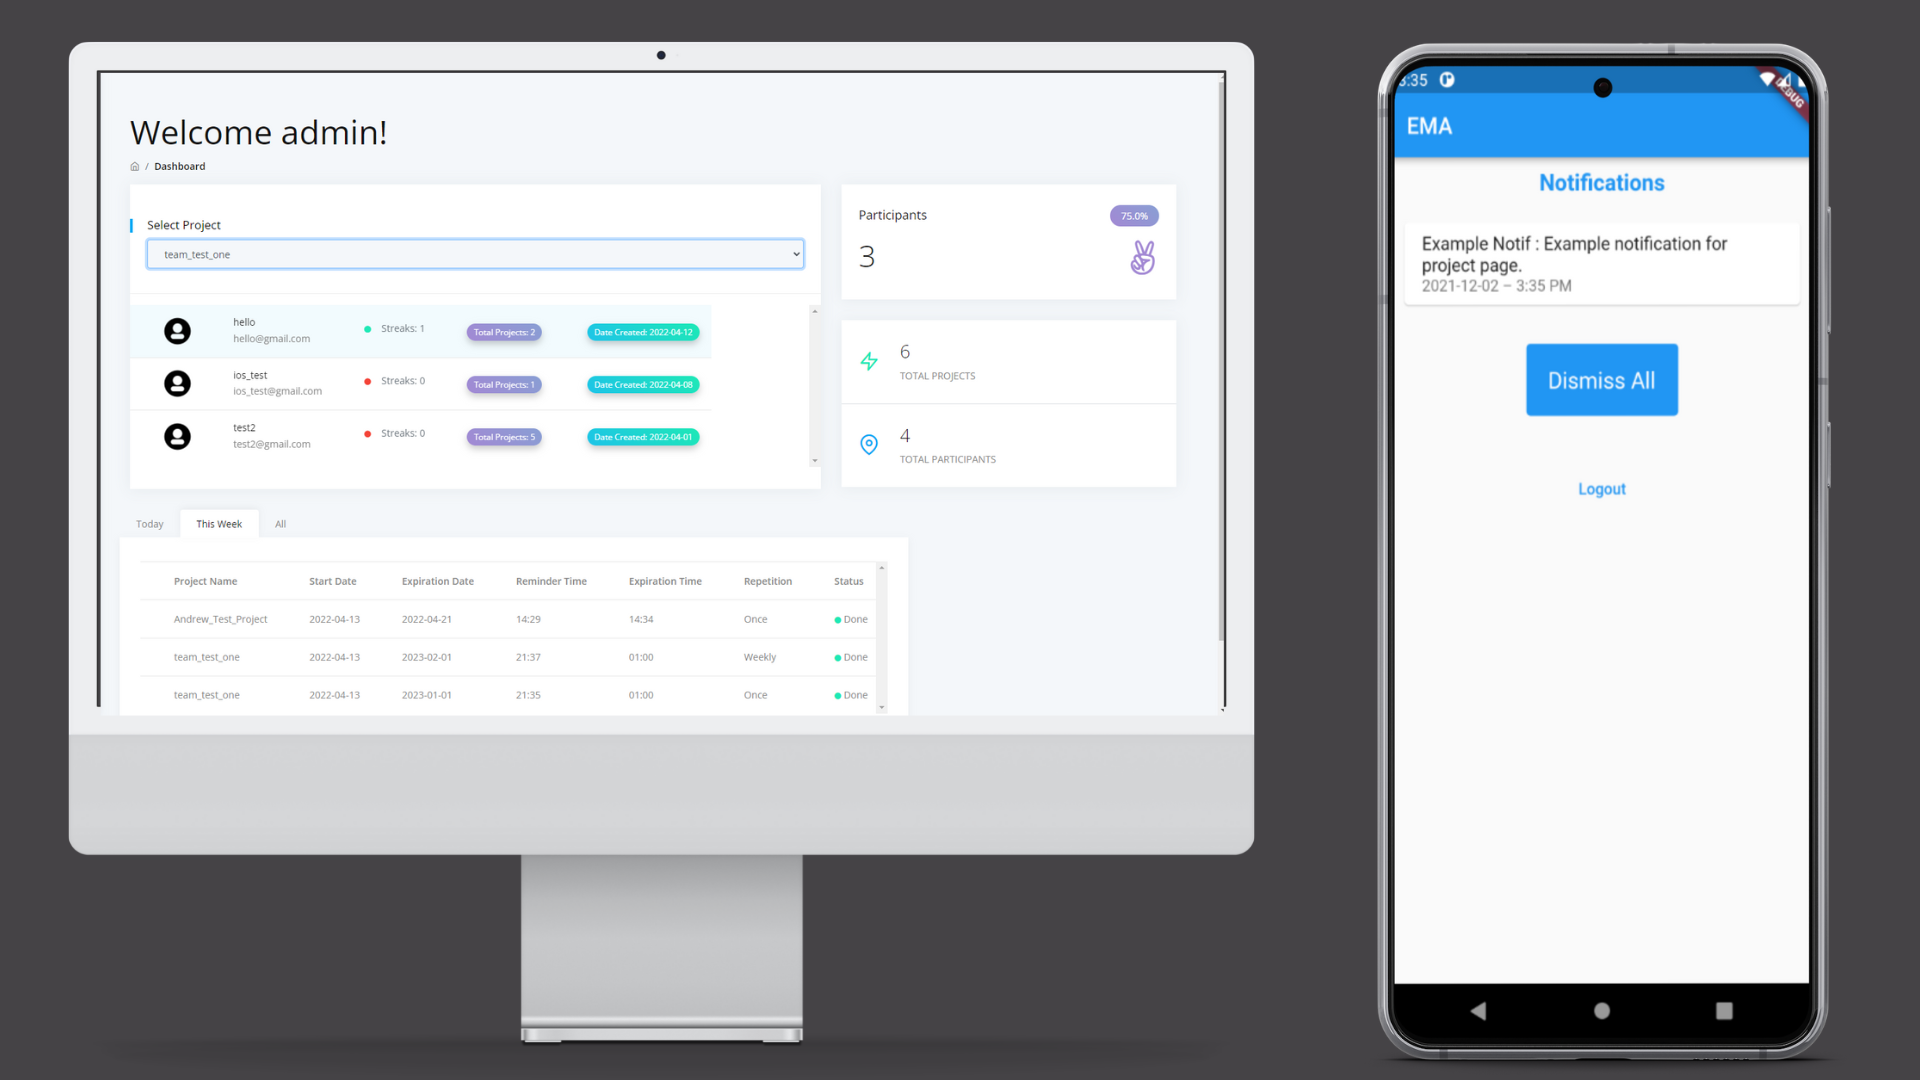 Welcome admin!
/ Dashboard
Select Project
team_test_one
hello
hello@gmail.com
Streaks: 1
Total Projects: 2
Date Created: 2022-04-12
ios_test
ios_test@gmail.com
Streaks: 0
Total Projects: 1
Date Created: 2022-04-08
test2
test2@gmail.com
Streaks: 0
Total Projects: 5
Date Created: 2022-04-01
Participants
75.0%
3
6
TOTAL PROJECTS
4
TOTAL PARTICIPANTS
Today This Week All
Project Name Start Date Expiration Date Reminder Time Expiration Time Repetition Status
Andrew_Test_Project 2022-04-13 2022-04-21 14:29 14:34 Once Done
team_test_one 2022-04-13 2023-02-01 21:37 01:00 Weekly Done
team_test_one 2022-04-13 2023-01-01 21:35 01:00 Once Done
3:35
DEBUG
EMA
Notifications
Example Notif : Example notification for
project page.
2021-12-02 – 3:35 PM
Dismiss All
Logout